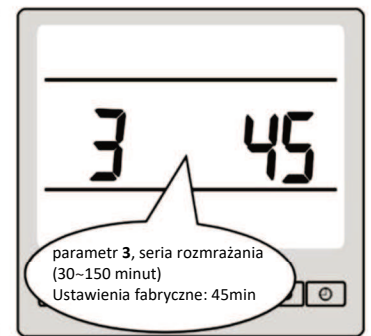 3 45
parametr 3, seria rozmrażania
(30~150 minut)
Ustawienia fabryczne: 45min